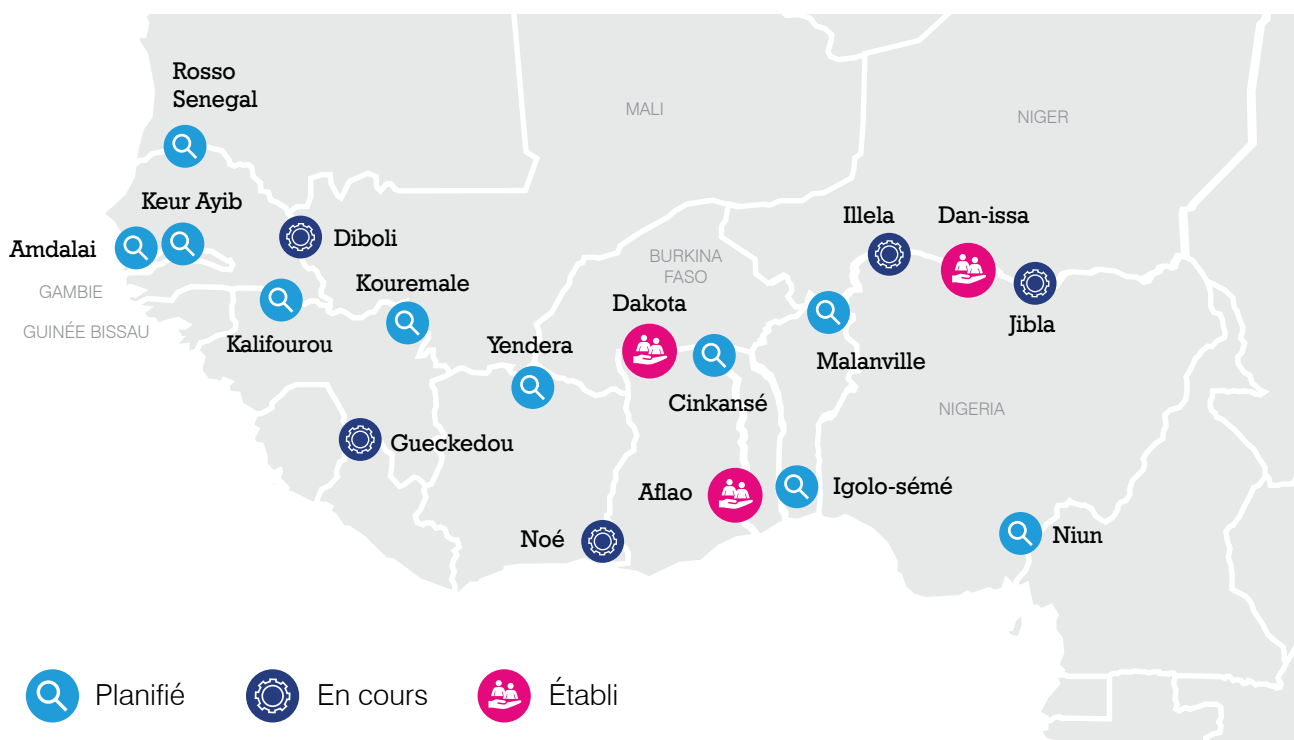 Rosso
Senegal
MALI
NIGER
Keur Ayib
Illela
Dan-issa
Amdalai
Diboli
BURKINA
FASO
GAMBIE
Kouremale
Dakota
GUINÉE BISSAU
Kalifourou
Yendera
Jibla
Malanville
Cinkansé
NIGERIA
Gueckedou
Aflao
Igolo-sémé
Noé
Niun
Planifié
En cours
Établi